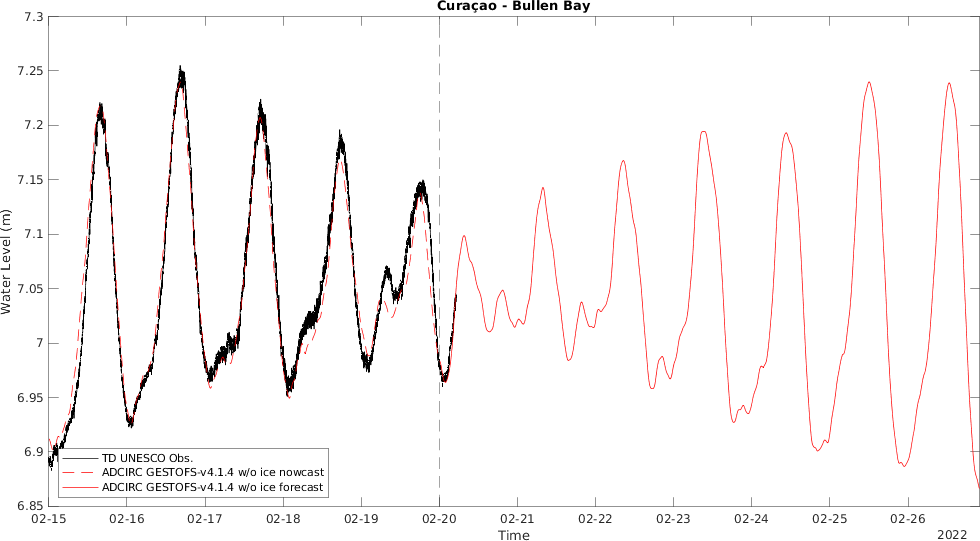 Curaçao - Bullen Bay
7.3
7.25
7.2
7.15
7.1
7.05
7
6.95
6.9
6.85
Water Level (m)
TD UNESCO Obs.
ADCIRC GESTOFS-v4.1.4 w/o ice nowcast
ADCIRC GESTOFS-v4.1.4 w/o ice forecast
02-15 02-16 02-17 02-18 02-19 02-20 02-21 02-22 02-23 02-24 02-25 02-26
Time
2022